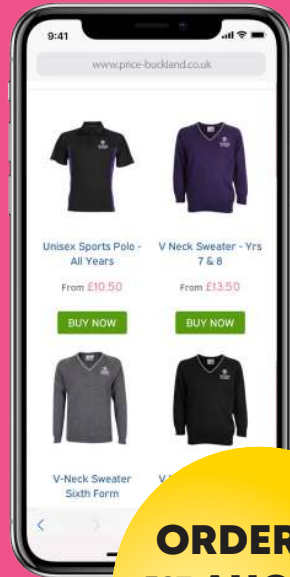 9:41
www.price-buckland.co.uk
Unisex Sports Polo -
All Years
From £10.50
BUY NOW
V Neck Sweater - Yrs
7 & 8
From £13.50
BUY NOW
V-Neck Sweater
Sixth Form
ORDER